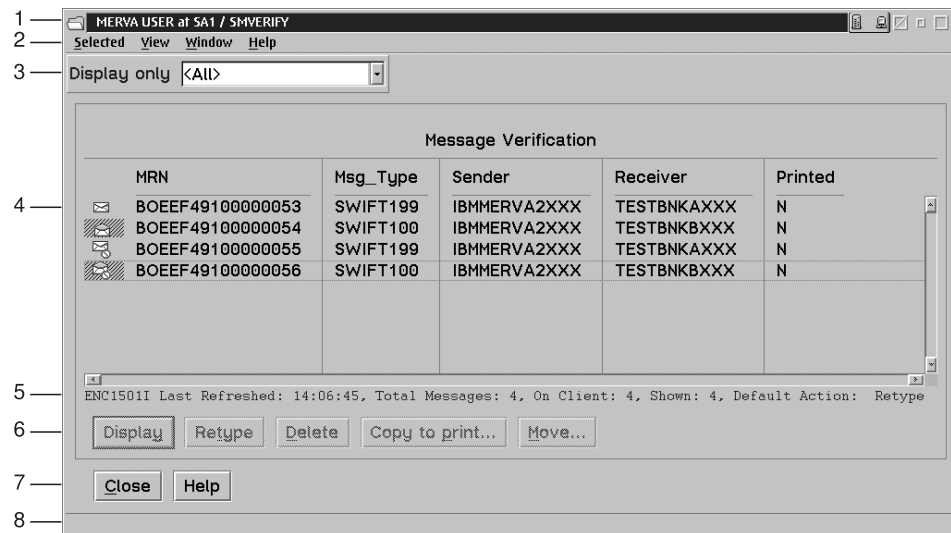 1 MERVA USER at SA1 / SMVERIFY
2 Selected View Window Help
3 Display only <All>
Message Verification
MRN Msg_Type Sender Receiver Printed
4 BOEEF49100000053 SWIFT199 IBMMERVA2XXX TESTBNKAXXX N
BOEEF49100000054 SWIFT100 IBMMERVA2XXX TESTBNKBXXX N
BOEEF49100000055 SWIFT199 IBMMERVA2XXX TESTBNKAXXX N
BOEEF49100000056 SWIFT100 IBMMERVA2XXX TESTBNKBXXX N
5 ENC1501I Last Refreshed: 14:06:45, Total Messages: 4, On Client: 4, Shown: 4, Default Action: Retype
6 Display Retype Delete Copy to print... Move...
7 Close Help
8